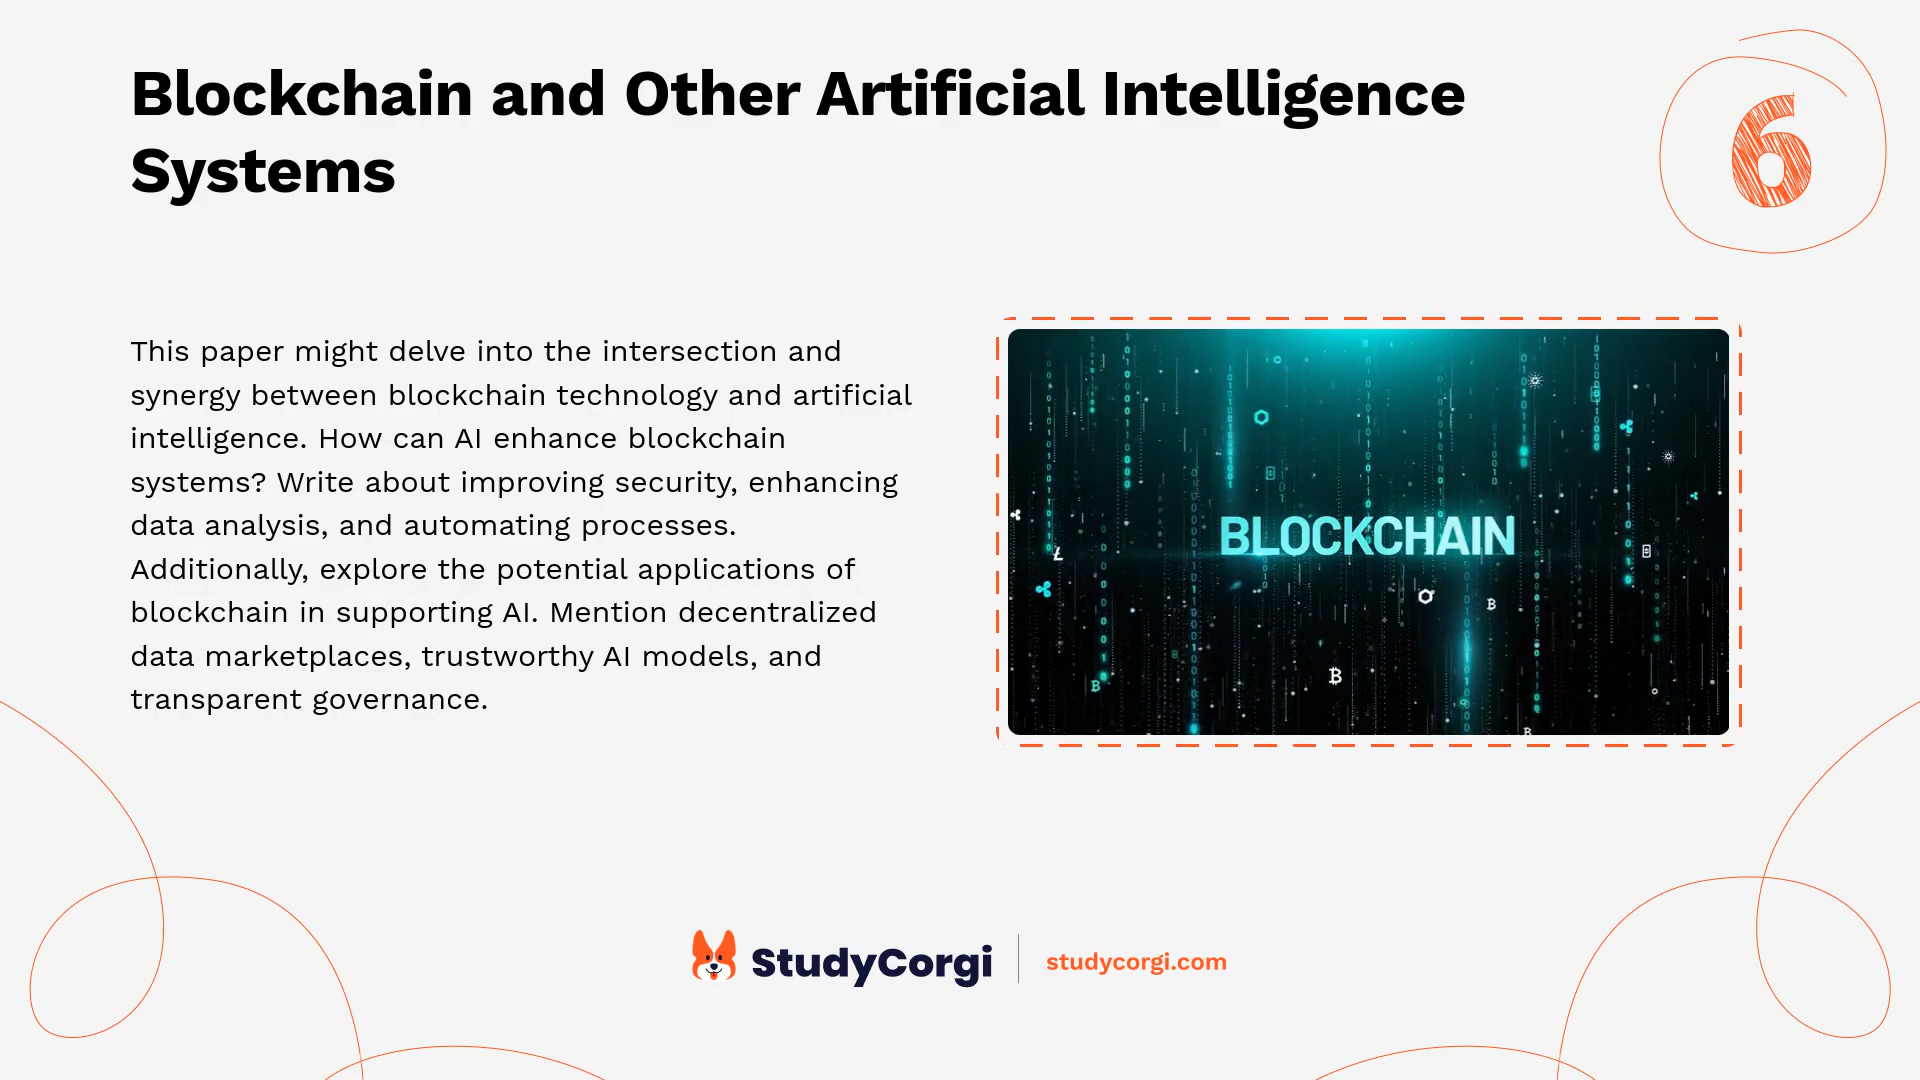 Blockchain and Other Artificial Intelligence
Systems
6
This paper might delve into the intersection and
synergy between blockchain technology and artificial
intelligence. How can AI enhance blockchain
systems? Write about improving security, enhancing
data analysis, and automating processes.
Additionally, explore the potential applications of
blockchain in supporting AI. Mention decentralized
data marketplaces, trustworthy AI models, and
transparent governance.
BLOCKCHAIN
StudyCorgi
studycorgi.com